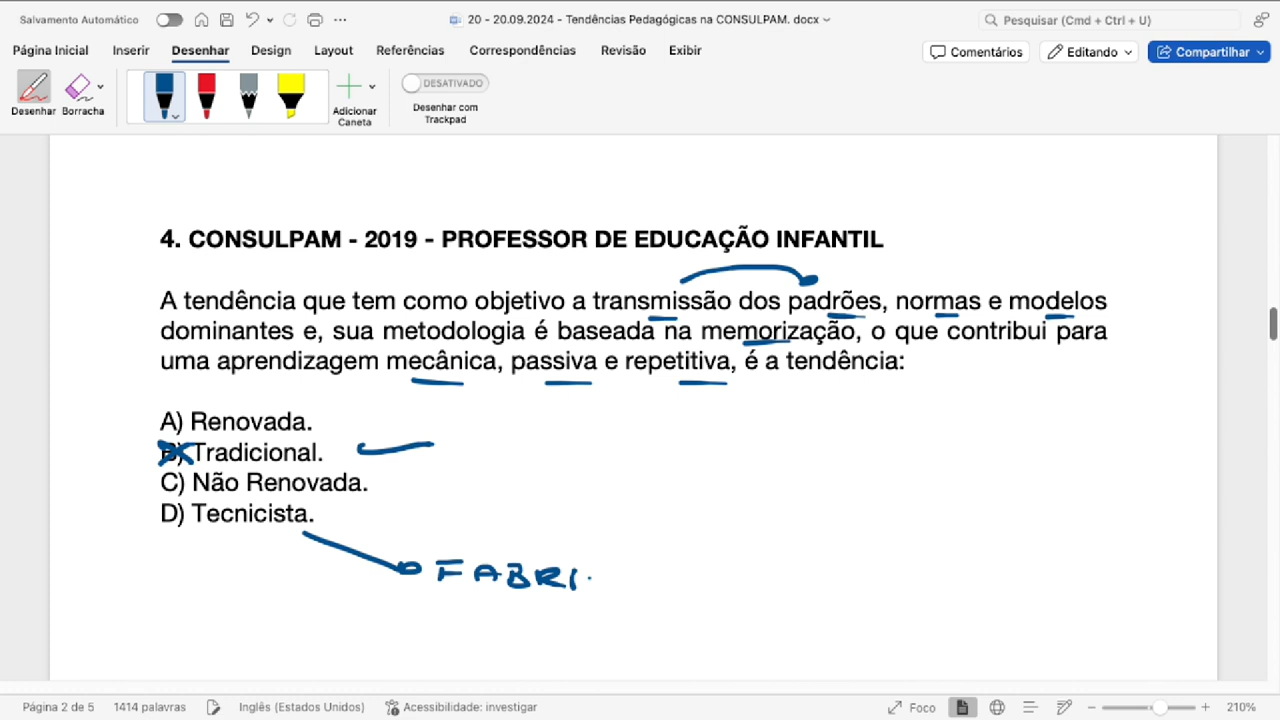 Salvamento Automático
20 - 20.09.2024 - Tendências Pedagógicas na CONSULPAM. docx
Pesquisar (Cmd + Ctrl + U)
Página Inicial Inserir Desenhar Design Layout Referências Correspondências Revisão Exibir
Comentários Editando Compartilhar
DESATIVADO
Desenhar Borracha Adicionar Caneta Desenhar com Trackpad
4. CONSULPAM - 2019 - PROFESSOR DE EDUCAÇÃO INFANTIL
A tendência que tem como objetivo a transmissão dos padrões, normas e modelos
dominantes e, sua metodologia é baseada na memorização, o que contribui para
uma aprendizagem mecânica, passiva e repetitiva, é a tendência:
A) Renovada.
B) Tradicional.
C) Não Renovada.
D) Tecnicista.
FABRI
Página 2 de 5 1414 palavras Inglês (Estados Unidos) Acessibilidade: investigar Foco 210%